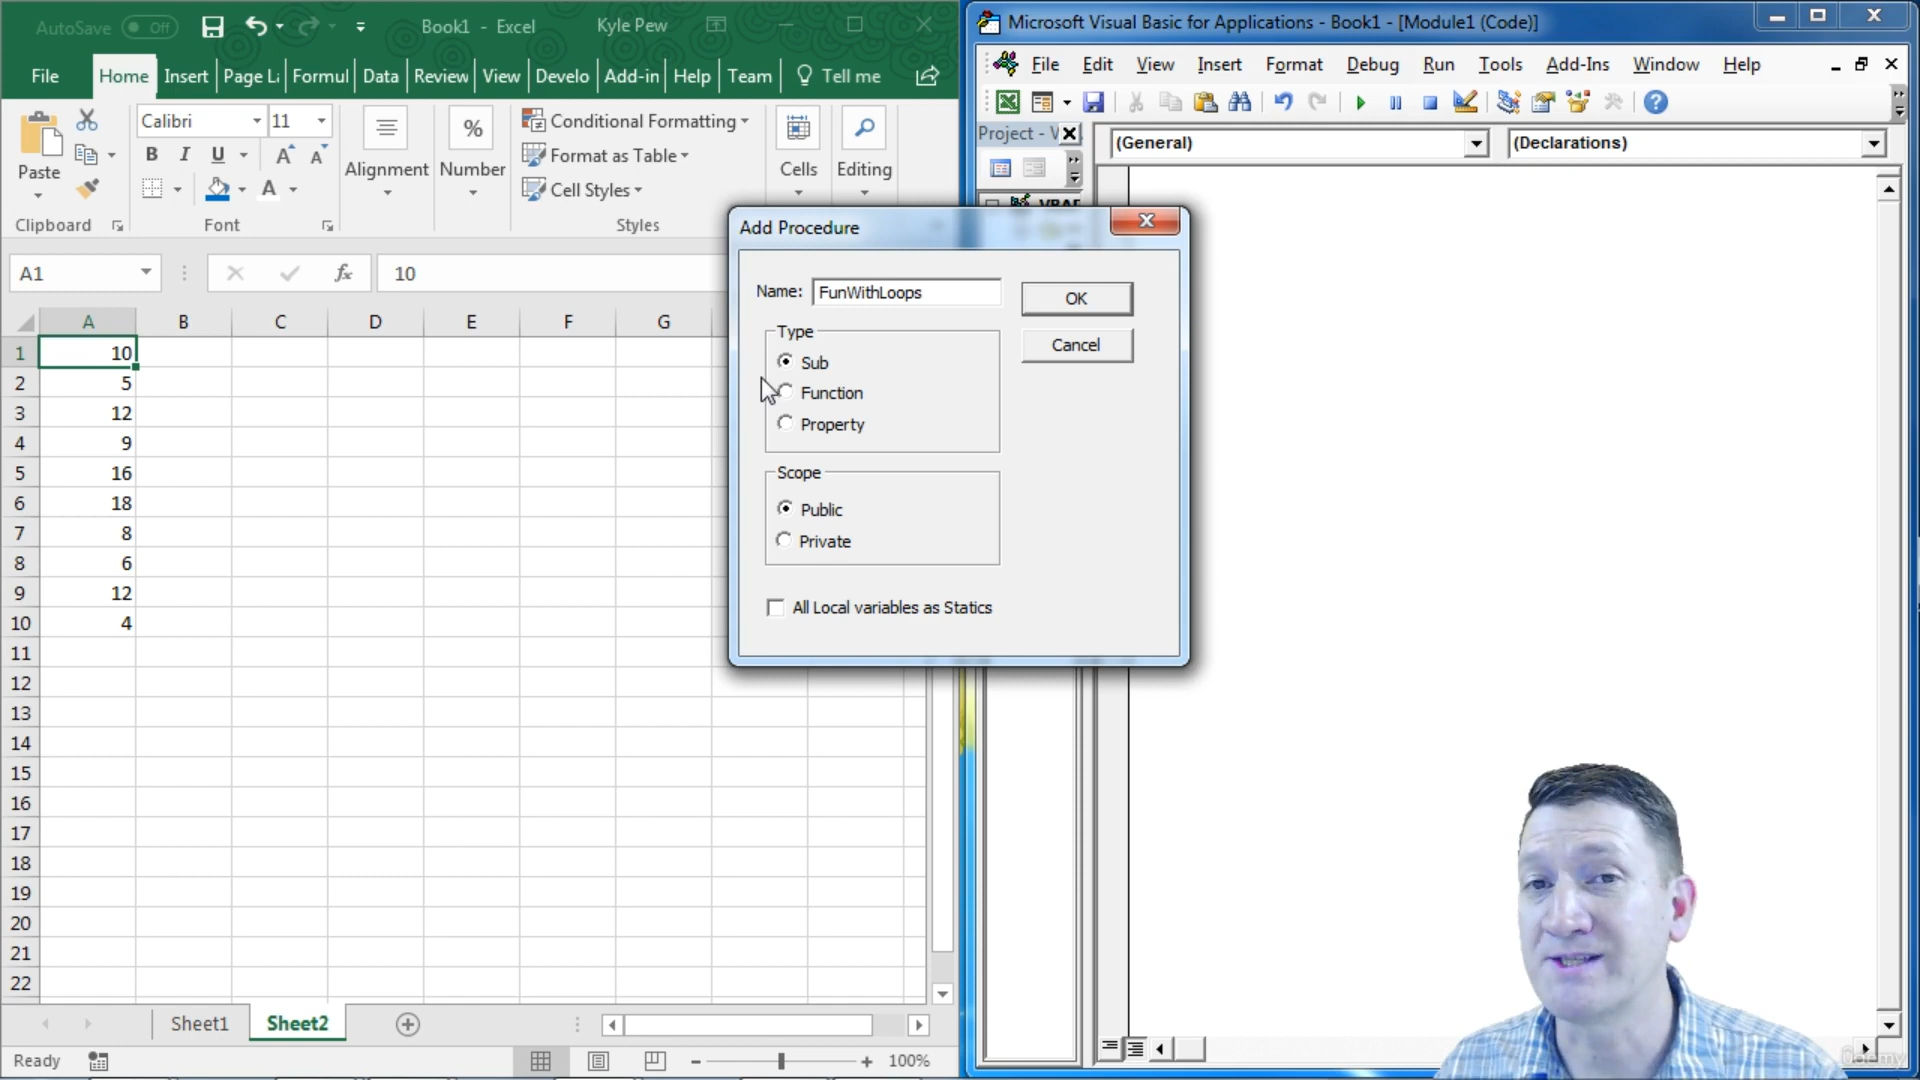 AutoSave Off Book1 - Excel Kyle Pew
File Home Insert Page L Formul Data Review View Develo Add-in Help Team Tell me
Paste
Calibri 11
B I U A A
A
Alignment
%
Number
Conditional Formatting
Format as Table
Cell Styles
Cells
Editing
Clipboard Font Styles
A1 fx 10
A B C D E F G
1 10
2 5
3 12
4 9
5 16
6 18
7 8
8 6
9 12
10 4
11
12
13
14
15
16
17
18
19
20
21
22
Sheet1 Sheet2
Ready 100%
Microsoft Visual Basic for Applications - Book1 - [Module1 (Code)]
File Edit View Insert Format Debug Run Tools Add-Ins Window Help
Project - V
(General) (Declarations)
Add Procedure
Name: FunWithLoops OK
Cancel
Type
Sub
Function
Property
Scope
Public
Private
All Local variables as Statics
Udemy